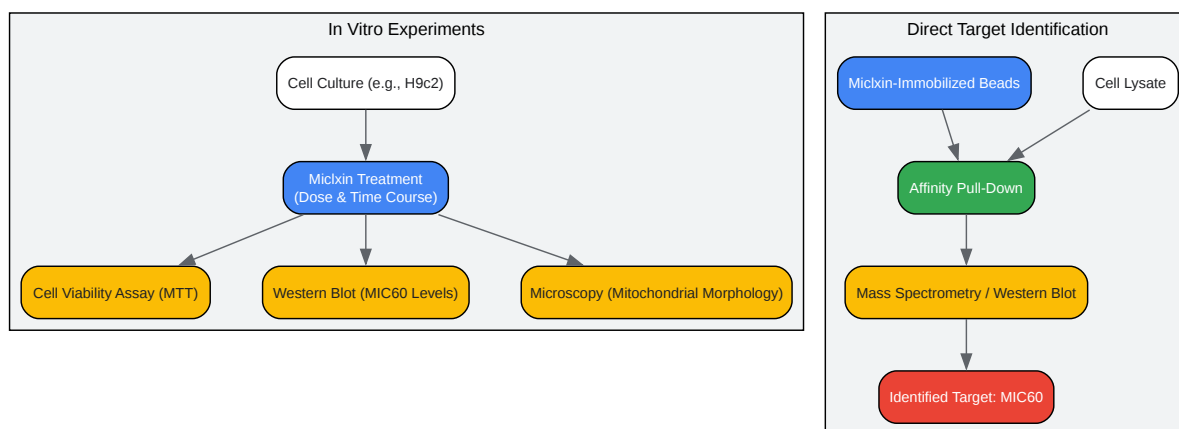 In Vitro Experiments
Cell Culture (e.g., H9c2)
Miclxin Treatment
(Dose & Time Course)
Cell Viability Assay (MTT)
Western Blot (MIC60 Levels)
Microscopy (Mitochondrial Morphology)
Direct Target Identification
Miclxin-Immobilized Beads
Cell Lysate
Affinity Pull-Down
Mass Spectrometry / Western Blot
Identified Target: MIC60